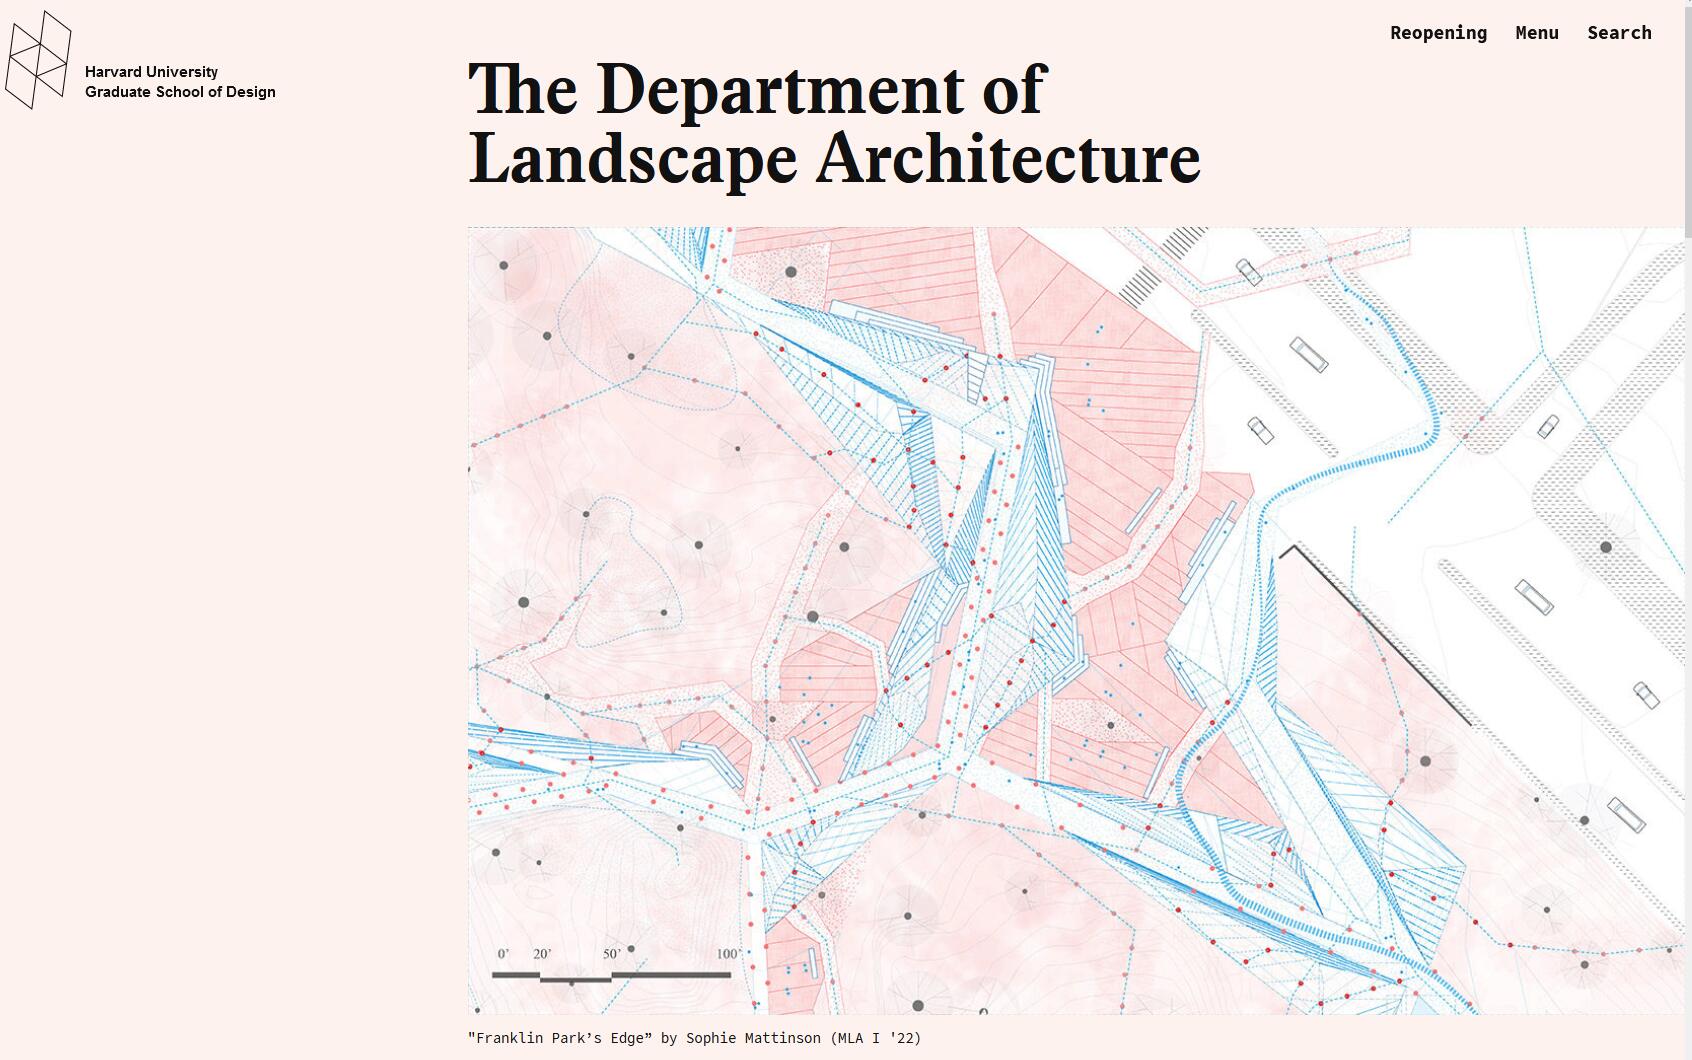 Reopening Menu Search
Harvard University
Graduate School of Design
The Department of
Landscape Architecture
0’ 20’ 50’ 100’
"Franklin Park’s Edge” by Sophie Mattinson (MLA I '22)